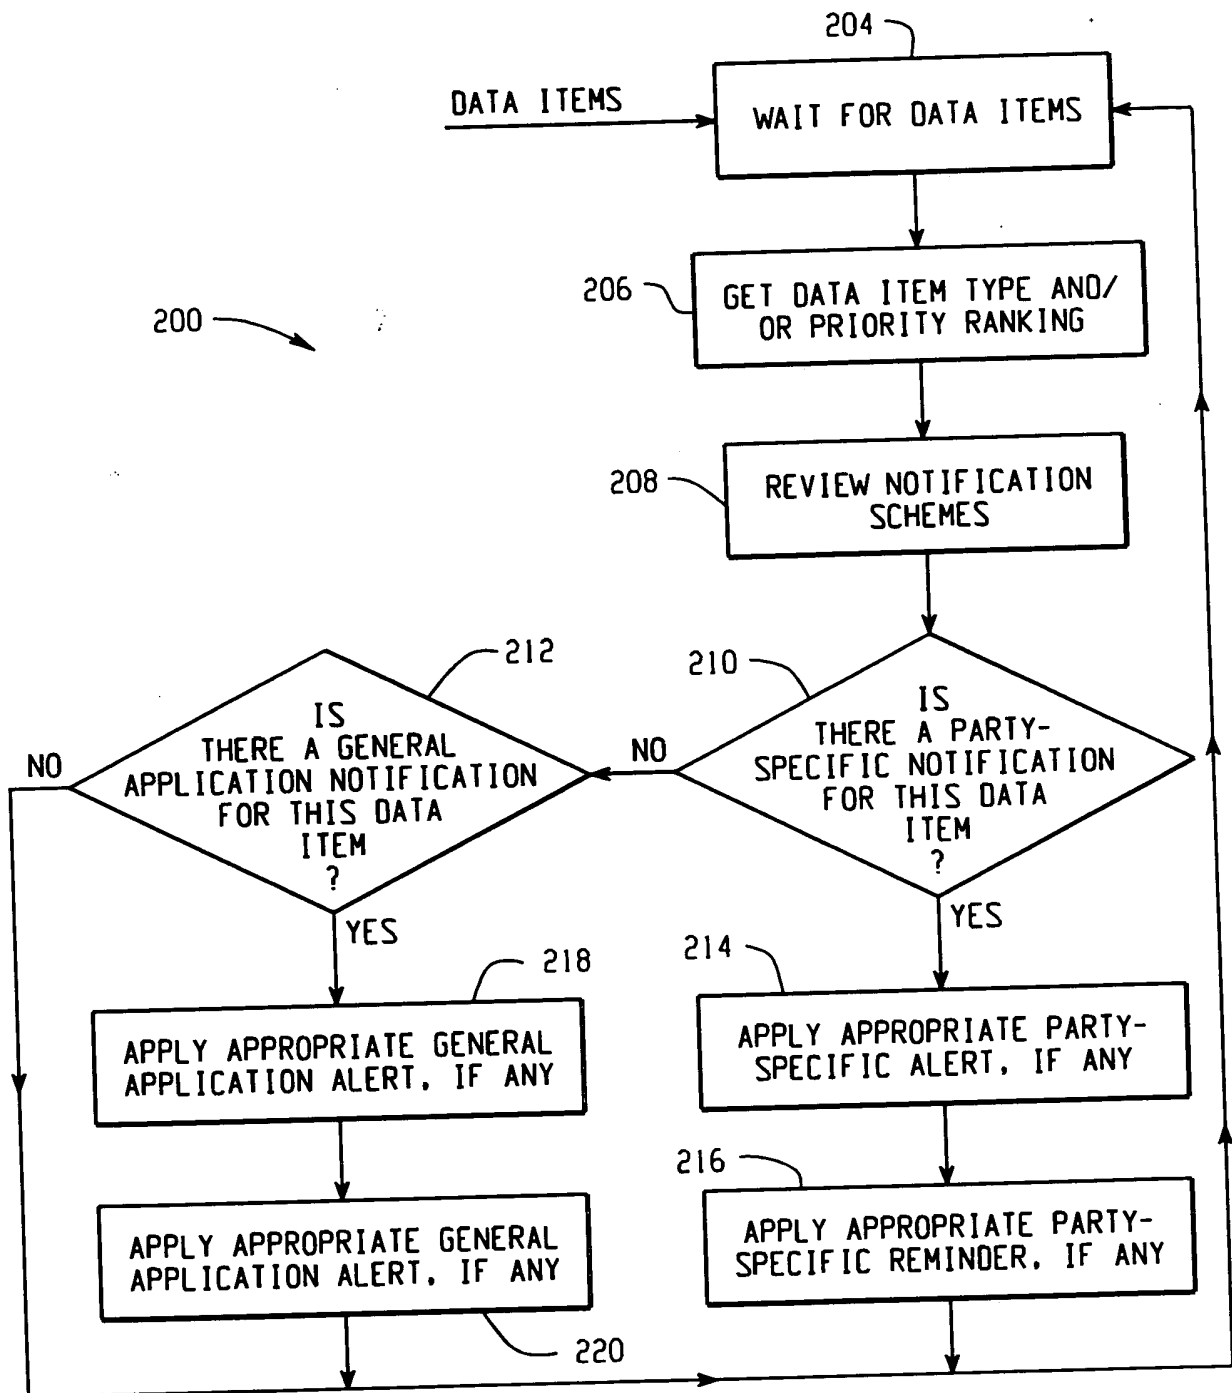 204
DATA ITEMS
WAIT FOR DATA ITEMS
206
GET DATA ITEM TYPE AND/
OR PRIORITY RANKING
200
208
REVIEW NOTIFICATION
SCHEMES
212
210
IS
THERE A GENERAL
APPLICATION NOTIFICATION
FOR THIS DATA
ITEM
?
NO
NO
IS
THERE A PARTY-
SPECIFIC NOTIFICATION
FOR THIS DATA
ITEM
?
YES
YES
218
214
APPLY APPROPRIATE GENERAL
APPLICATION ALERT, IF ANY
APPLY APPROPRIATE PARTY-
SPECIFIC ALERT, IF ANY
216
APPLY APPROPRIATE GENERAL
APPLICATION ALERT, IF ANY
APPLY APPROPRIATE PARTY-
SPECIFIC REMINDER, IF ANY
220